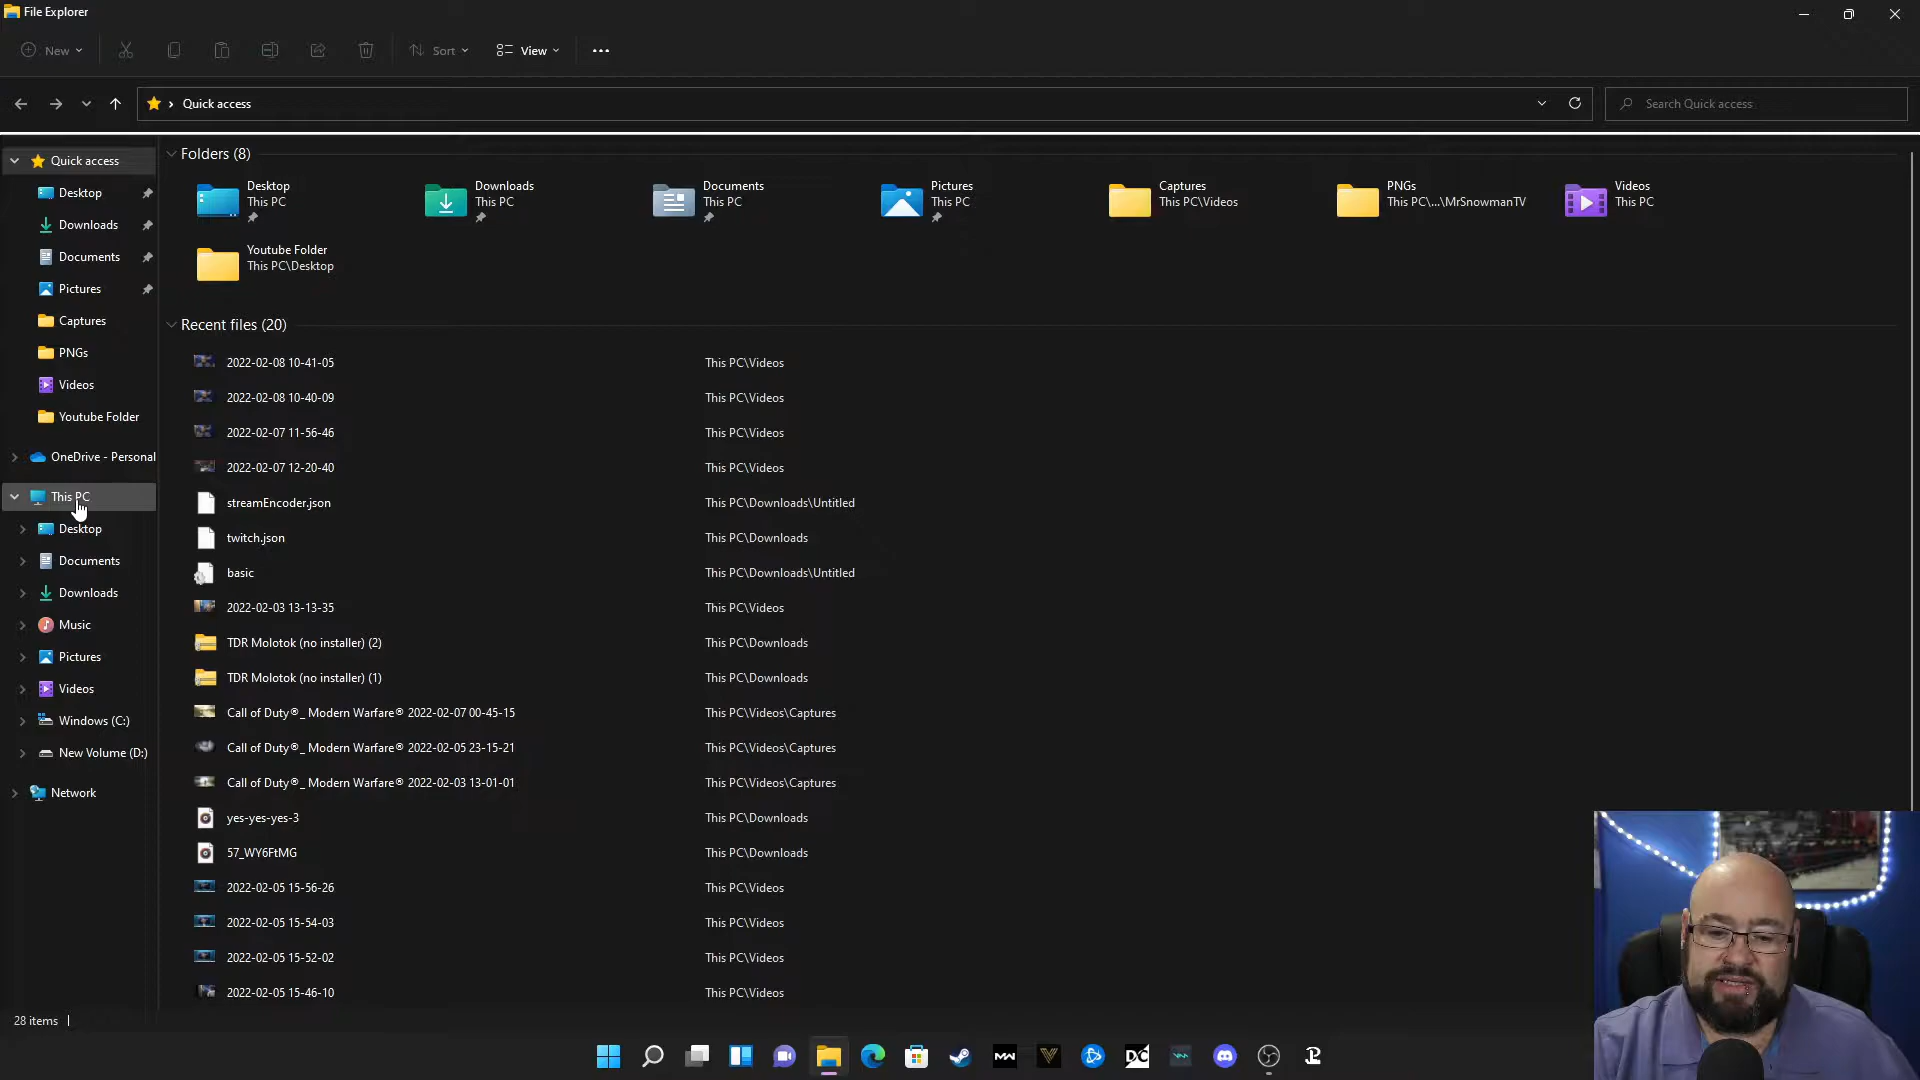 File Explorer
New
Sort
View
Quick access
Search Quick access
Quick access
Desktop
Downloads
Documents
Pictures
Captures
PNGs
Videos
Youtube Folder
OneDrive - Personal
This PC
Desktop
Documents
Downloads
Music
Pictures
Videos
Windows (C:)
New Volume (D:)
Network
Folders (8)
Desktop
This PC
Downloads
This PC
Documents
This PC
Pictures
This PC
Captures
This PC\Videos
PNGs
This PC\...\MrSnowmanTV
Videos
This PC
Youtube Folder
This PC\Desktop
Recent files (20)
2022-02-08 10-41-05 This PC\Videos
2022-02-08 10-40-09 This PC\Videos
2022-02-07 11-56-46 This PC\Videos
2022-02-07 12-20-40 This PC\Videos
streamEncoder.json This PC\Downloads\Untitled
twitch.json This PC\Downloads
basic This PC\Downloads\Untitled
2022-02-03 13-13-35 This PC\Videos
TDR Molotok (no installer) (2) This PC\Downloads
TDR Molotok (no installer) (1) This PC\Downloads
Call of Duty®_ Modern Warfare® 2022-02-07 00-45-15 This PC\Videos\Captures
Call of Duty®_ Modern Warfare® 2022-02-05 23-15-21 This PC\Videos\Captures
Call of Duty®_ Modern Warfare® 2022-02-03 13-01-01 This PC\Videos\Captures
yes-yes-yes-3 This PC\Downloads
57_WY6FtMG This PC\Downloads
2022-02-05 15-56-26 This PC\Videos
2022-02-05 15-54-03 This PC\Videos
2022-02-05 15-52-02 This PC\Videos
2022-02-05 15-46-10 This PC\Videos
28 items
MW
DC